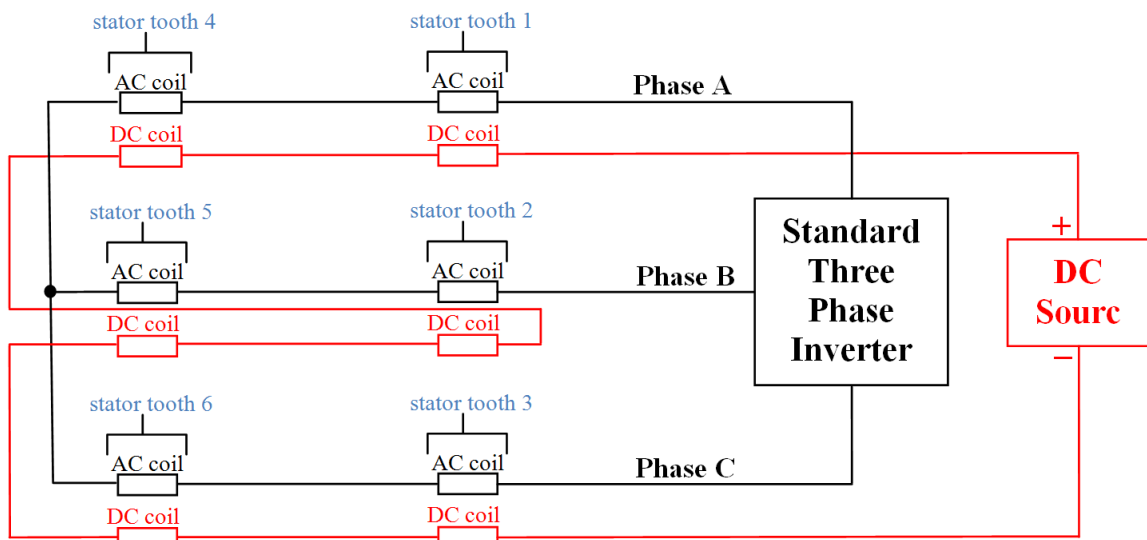 stator tooth 4
stator tooth 1
AC coil
AC coil
Phase A
DC coil
DC coil
stator tooth 5
stator tooth 2
AC coil
AC coil
Phase B
DC coil
DC coil
Standard
Three
Phase
Inverter
+
DC
Sourc
−
stator tooth 6
stator tooth 3
AC coil
AC coil
Phase C
DC coil
DC coil